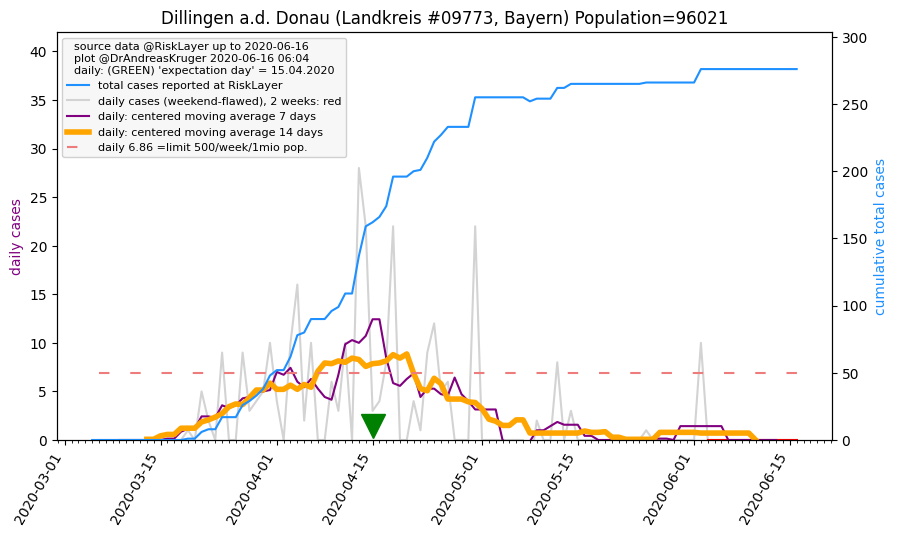 Dillingen a.d. Donau (Landkreis #09773, Bayern) Population=96021
source data @RiskLayer up to 2020-06-16
plot @DrAndreasKruger 2020-06-16 06:04
daily: (GREEN) 'expectation day' = 15.04.2020
total cases reported at RiskLayer
daily cases (weekend-flawed), 2 weeks: red
daily: centered moving average 7 days
daily: centered moving average 14 days
daily 6.86 =limit 500/week/1mio pop.
daily cases
40
35
30
25
20
15
10
5
0
cumulative total cases
300
250
200
150
100
50
0
2020-03-01
2020-03-15
2020-04-01
2020-04-15
2020-05-01
2020-05-15
2020-06-01
2020-06-15